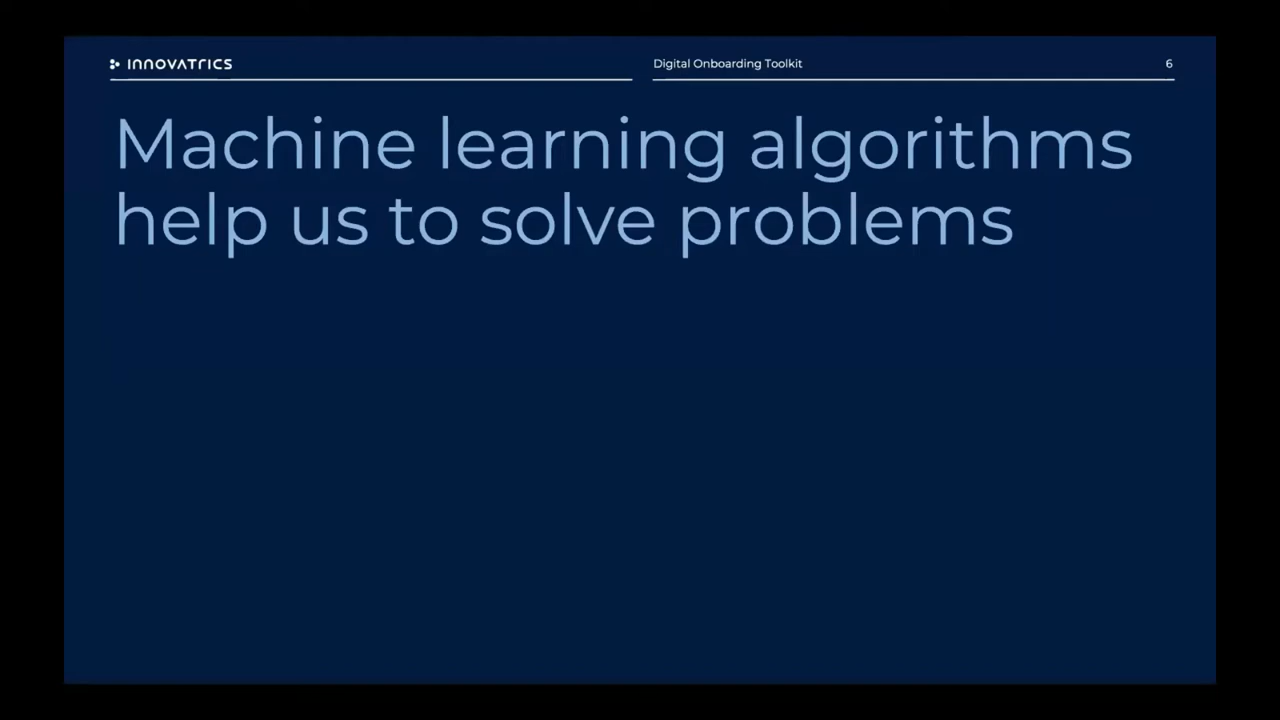 INNOVATRICS
Digital Onboarding Toolkit
6
Machine learning algorithms
help us to solve problems